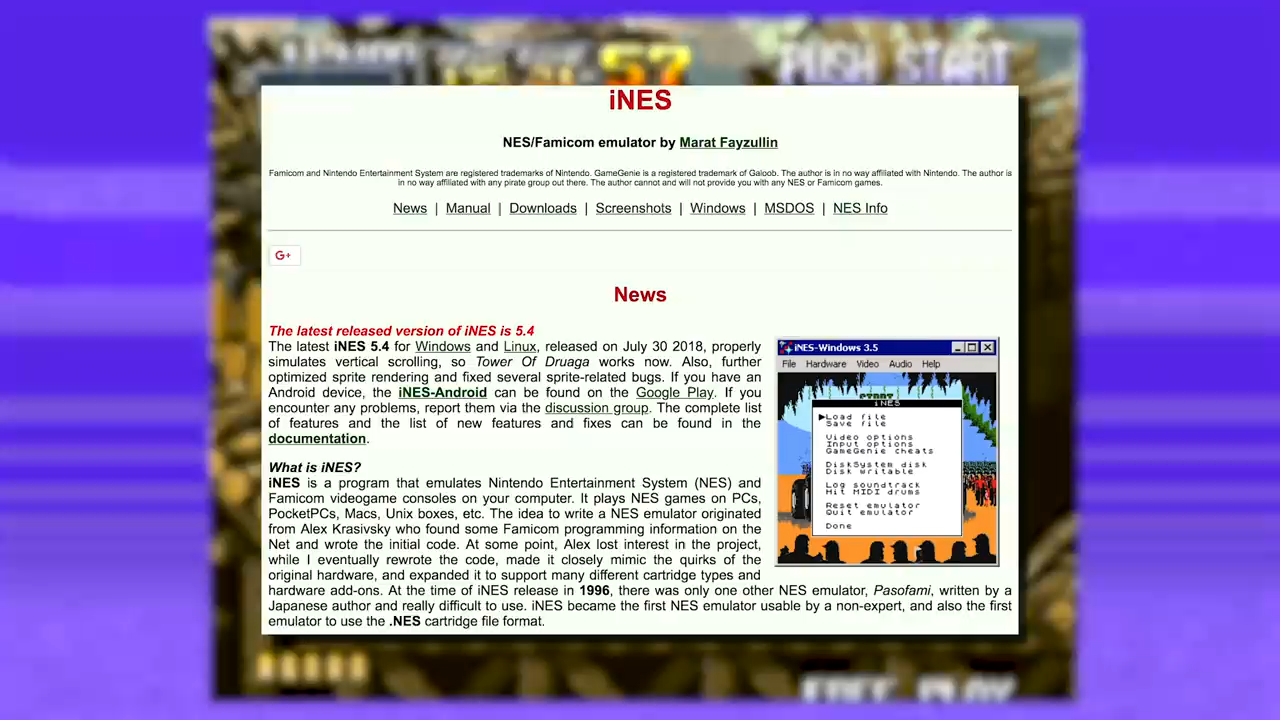 57
PUSH START
iNES
NES/Famicom emulator by Marat Fayzullin
Famicom and Nintendo Entertainment System are registered trademarks of Nintendo. GameGenie is a registered trademark of Galoob. The author is in no way affiliated with Nintendo. The author is
in no way affiliated with any pirate group out there. The author cannot and will not provide you with any NES or Famicom games.
News | Manual | Downloads | Screenshots | Windows | MSDOS | NES Info
G+
News
The latest released version of iNES is 5.4
The latest iNES 5.4 for Windows and Linux, released on July 30 2018, properly
simulates vertical scrolling, so Tower Of Druaga works now. Also, further
optimized sprite rendering and fixed several sprite-related bugs. If you have an
Android device, the iNES-Android can be found on the Google Play. If you
encounter any problems, report them via the discussion group. The complete list
of features and the list of new features and fixes can be found in the
documentation.
What is iNES?
iNES is a program that emulates Nintendo Entertainment System (NES) and
Famicom videogame consoles on your computer. It plays NES games on PCs,
PocketPCs, Macs, Unix boxes, etc. The idea to write a NES emulator originated
from Alex Krasivsky who found some Famicom programming information on the
Net and wrote the initial code. At some point, Alex lost interest in the project,
while I eventually rewrote the code, made it closely mimic the quirks of the
original hardware, and expanded it to support many different cartridge types and
hardware add-ons. At the time of iNES release in 1996, there was only one other NES emulator, Pasofami, written by a
Japanese author and really difficult to use. iNES became the first NES emulator usable by a non-expert, and also the first
emulator to use the .NES cartridge file format.
iNES-Windows 3.5
File Hardware Video Audio Help
iNES
Load file
Save file
Video options
Input options
GameGenie cheats
DiskSystem disk
Disk writable
Log soundtrack
Hit MIDI drums
Reset emulator
Quit emulator
Done
FREE PLAY